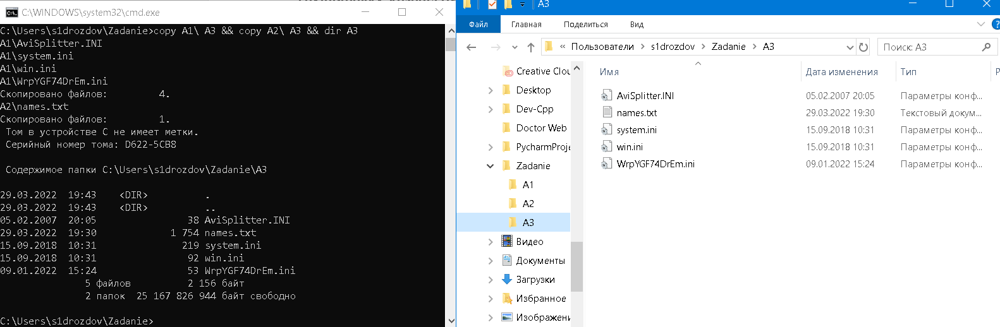 C:\WINDOWS\system32\cmd.exe
C:\Users\s1drozdov\Zadanie>copy A1\ A3 && copy A2\ A3 && dir A3
A1\AviSplitter.INI
A1\system.ini
A1\win.ini
A1\WrpYGF74DrEm.ini
Скопировано файлов:         4.
A2\names.txt
Скопировано файлов:         1.
Том в устройстве C не имеет метки.
Серийный номер тома: D622-5CB8
Содержимое папки C:\Users\s1drozdov\Zadanie\A3
29.03.2022  19:43    <DIR>          .
29.03.2022  19:43    <DIR>          ..
05.02.2007  20:05                38 AviSplitter.INI
29.03.2022  19:30             1 754 names.txt
15.09.2018  10:31               219 system.ini
15.09.2018  10:31                92 win.ini
09.01.2022  15:24                53 WrpYGF74DrEm.ini
5 файлов          2 156 байт
2 папок  25 167 826 944 байт свободно
C:\Users\s1drozdov\Zadanie>
A3
Файл Главная Поделиться Вид
« Пользователи > s1drozdov > Zadanie > A3
Поиск: A3
Creative Clou
Desktop
Dev-Cpp
Doctor Web
PycharmProje
Zadanie
A1
A2
A3
Видео
Документы
Загрузки
Избранное
Изображени
Имя Дата изменения Тип Р
AviSplitter.INI 05.02.2007 20:05 Параметры конф...
names.txt 29.03.2022 19:30 Текстовый докум...
system.ini 15.09.2018 10:31 Параметры конф...
win.ini 15.09.2018 10:31 Параметры конф...
WrpYGF74DrEm.ini 09.01.2022 15:24 Параметры конф...